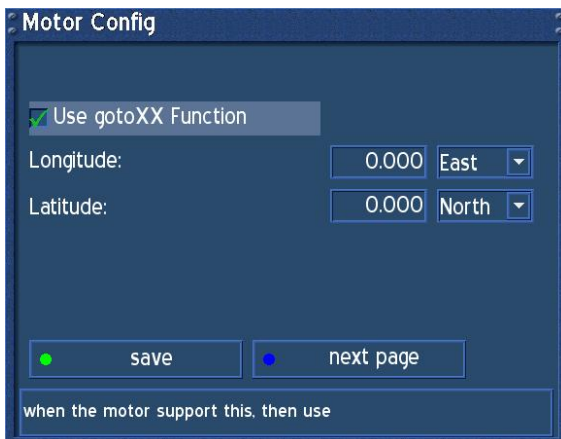 Motor Config
Use gotoXX Function
Longitude: 0.000 East
Latitude: 0.000 North
save next page
when the motor support this, then use